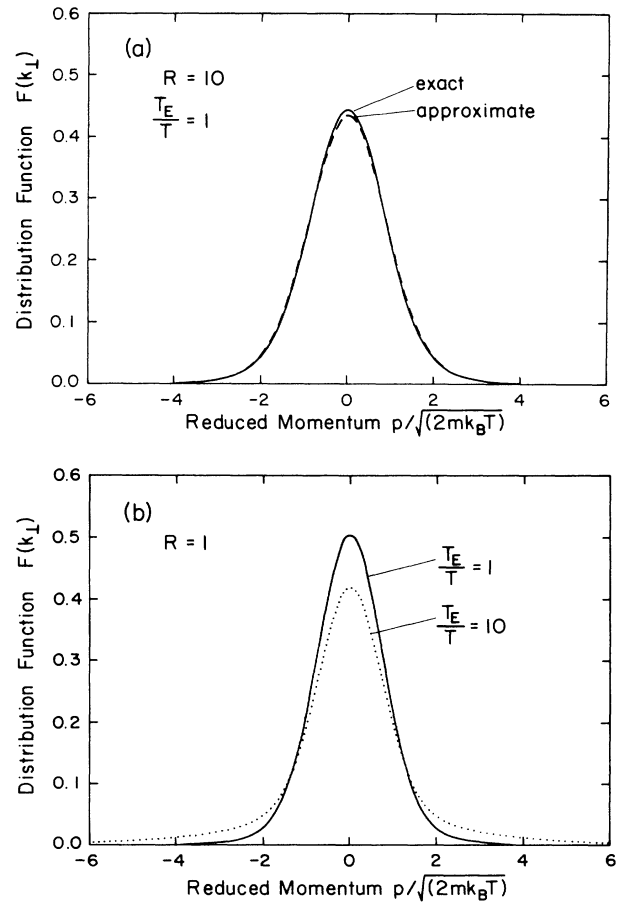 0.6
(a)
R = 10
T_E/T = 1
exact
approximate
0.5
0.4
0.3
0.2
0.1
0.0
Distribution Function F(k⊥)
-6 -4 -2 0 2 4 6
Reduced Momentum p/√(2mk_BT)
0.6
(b)
R = 1
T_E/T = 1
T_E/T = 10
0.5
0.4
0.3
0.2
0.1
0.0
Distribution Function F(k⊥)
-6 -4 -2 0 2 4 6
Reduced Momentum p/√(2mk_BT)